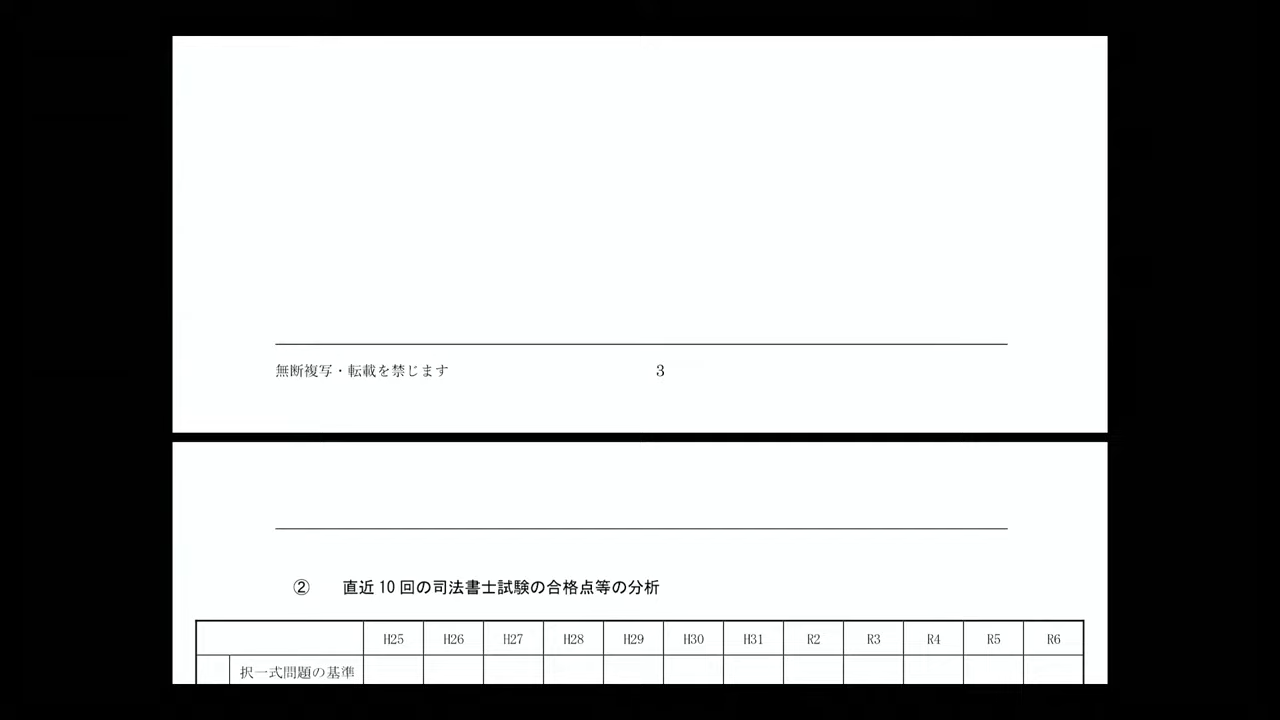 無断複写・転載を禁じます 3
② 直近 10 回の司法書士試験の合格点等の分析
H25 H26 H27 H28 H29 H30 H31 R2 R3 R4 R5 R6
択一式問題の基準